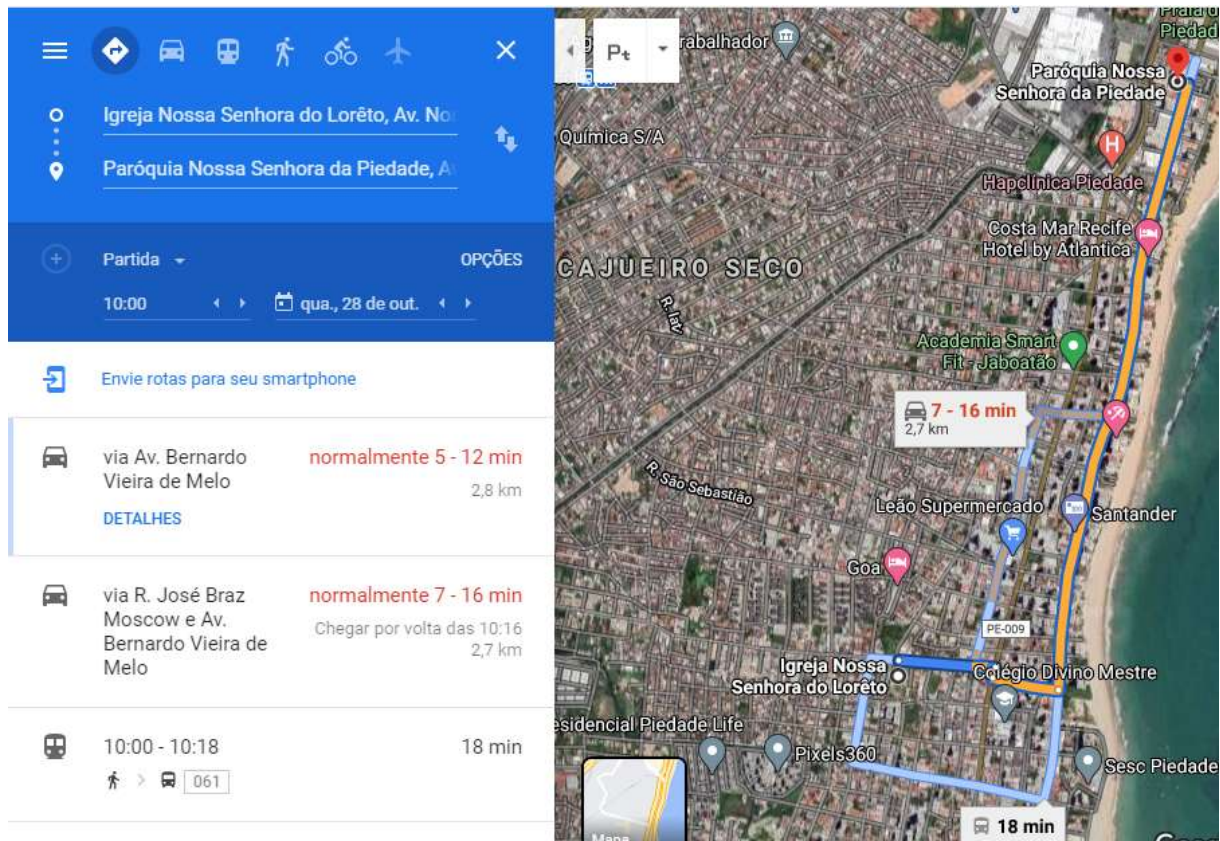 Igreja Nossa Senhora do Lorêto, Av. No
Paróquia Nossa Senhora da Piedade, A
Partida
OPÇÕES
10:00
qua., 28 de out.
Envie rotas para seu smartphone
via Av. Bernardo
Vieira de Melo
normalmente 5 - 12 min
2,8 km
DETALHES
via R. José Braz
Moscow e Av.
Bernardo Vieira de
Melo
normalmente 7 - 16 min
Chegar por volta das 10:16
2,7 km
10:00 - 10:18
18 min
061
rabalhador
Piedad
Paróquia Nossa
Senhora da Piedade
Química S/A
H
Hapclínica Piedade
Costa Mar Recife
Hotel by Atlantica
CAJUEIRO SECO
Academia Smart
Fit - Jaboatão
7 - 16 min
2,7 km
R. São Sebastião
Leão Supermercado
Santander
Goa
PE-009
Igreja Nossa
Senhora do Lorêto
Colégio Divino Mestre
esidencial Piedade Life
Pixels360
Sesc Piedade
Mapa
18 min